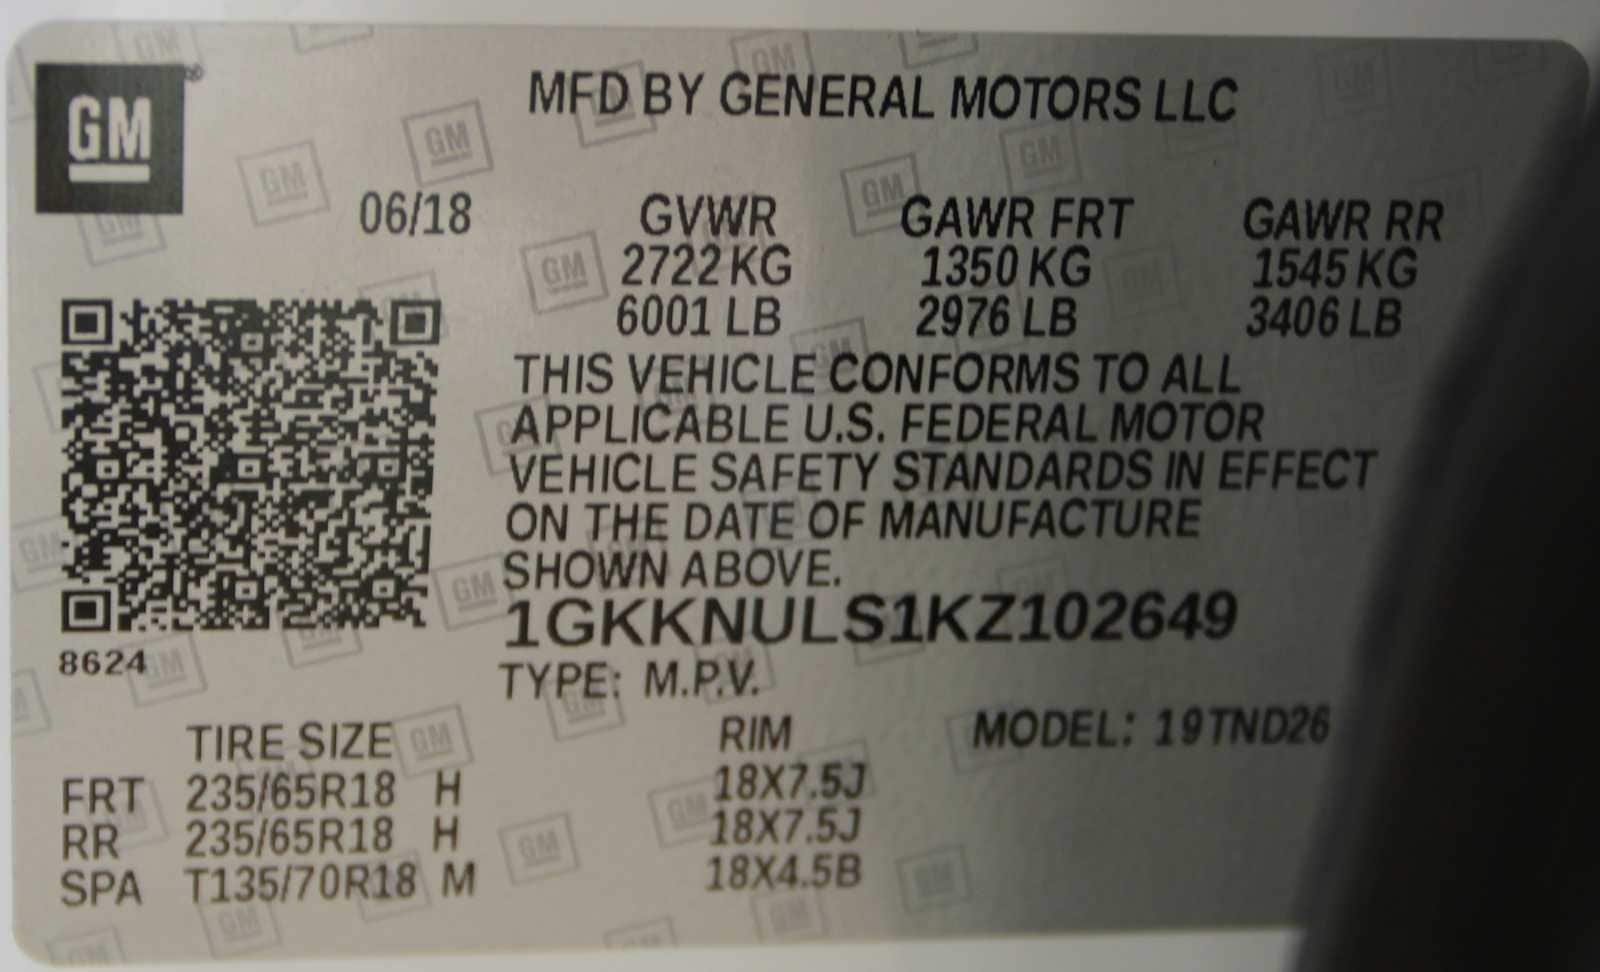 GM
MFD BY GENERAL MOTORS LLC
06/18 GVWR GAWR FRT GAWR RR
2722 KG 1350 KG 1545 KG
6001 LB 2976 LB 3406 LB
THIS VEHICLE CONFORMS TO ALL
APPLICABLE U.S. FEDERAL MOTOR
VEHICLE SAFETY STANDARDS IN EFFECT
ON THE DATE OF MANUFACTURE
SHOWN ABOVE.
1GKKNULS1KZ102649
8624
TYPE: M.P.V.
TIRE SIZE RIM MODEL: 19TND26
FRT 235/65R18 H 18X7.5J
RR 235/65R18 H 18X7.5J
SPA T135/70R18 M 18X4.5B